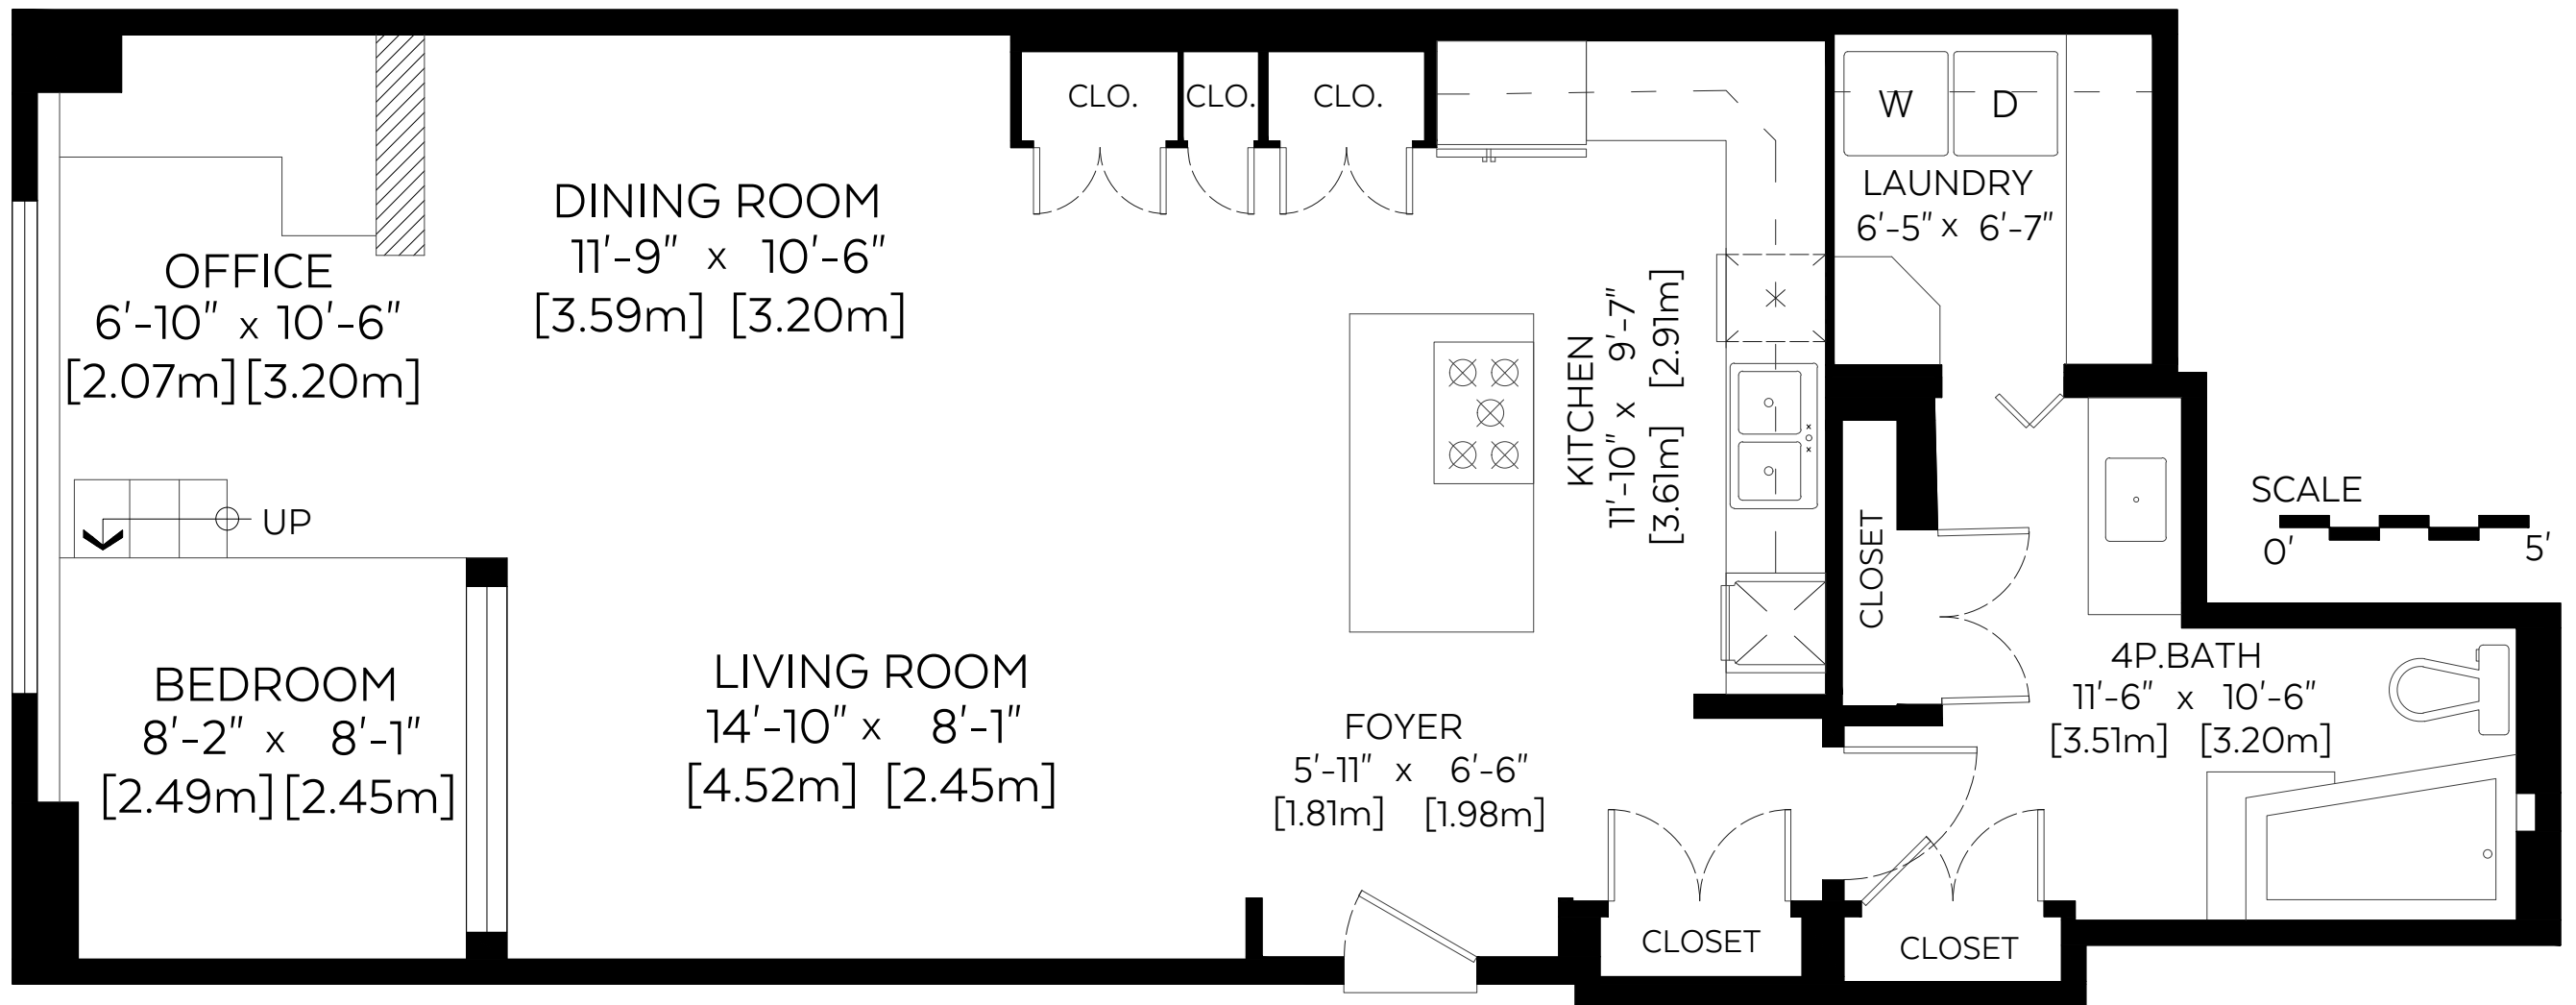 CLO.
CLO.
CLO.
W
D
LAUNDRY
6'-5" x 6'-7"
DINING ROOM
11'-9" x 10'-6"
[3.59m] [3.20m]
OFFICE
6'-10" x 10'-6"
[2.07m] [3.20m]
KITCHEN
11'-10" x 9'-7"
[3.61m] [2.91m]
UP
CLOSET
SCALE
0' 5'
BEDROOM
8'-2" x 8'-1"
[2.49m] [2.45m]
LIVING ROOM
14'-10" x 8'-1"
[4.52m] [2.45m]
FOYER
5'-11" x 6'-6"
[1.81m] [1.98m]
4P.BATH
11'-6" x 10'-6"
[3.51m] [3.20m]
CLOSET
CLOSET